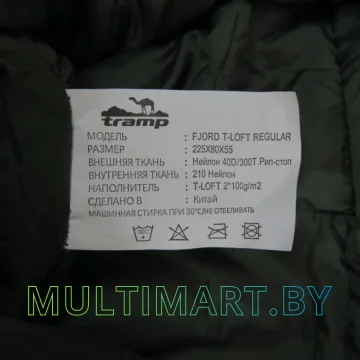 tramp
МОДЕЛЬ : FJORD T-LOFT REGULAR
РАЗМЕР : 225X80X55
ВНЕШНЯЯ ТКАНЬ : Нейлон 40D/300T Рип-стоп
ВНУТРЕННЯЯ ТКАНЬ : 210 Нейлон
НАПОЛНИТЕЛЬ : T-LOFT 2*100g/m2
СДЕЛАНО В : Китай
МАШИННАЯ СТИРКА ПРИ 30°C/НЕ ОТБЕЛИВАТЬ
30C
MULTIMART.BY